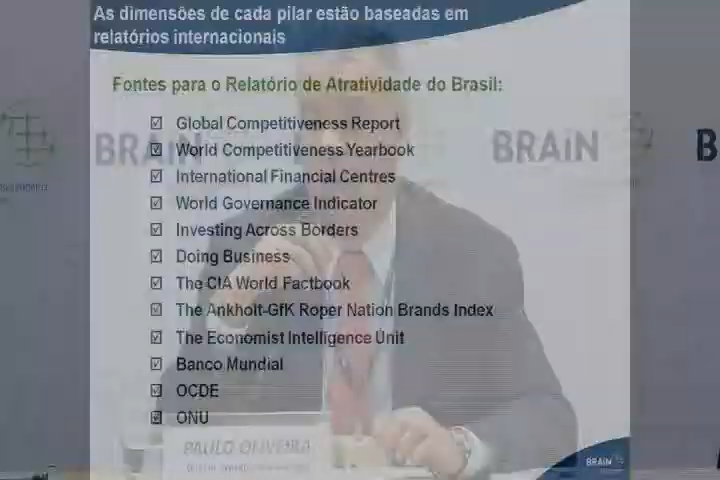 As dimensões de cada pilar estão baseadas em
relatórios internacionais
Fontes para o Relatório de Atratividade do Brasil:
☑ Global Competitiveness Report
☑ World Competitiveness Yearbook
☑ International Financial Centres
☑ World Governance Indicator
☑ Investing Across Borders
☑ Doing Business
☑ The CIA World Factbook
☑ The Ankholt-GfK Roper Nation Brands Index
☑ The Economist Intelligence Unit
☑ Banco Mundial
☑ OCDE
☑ ONU
BRAiN
BRAiN
B
PAULO OLIVEIRA
BRAiN